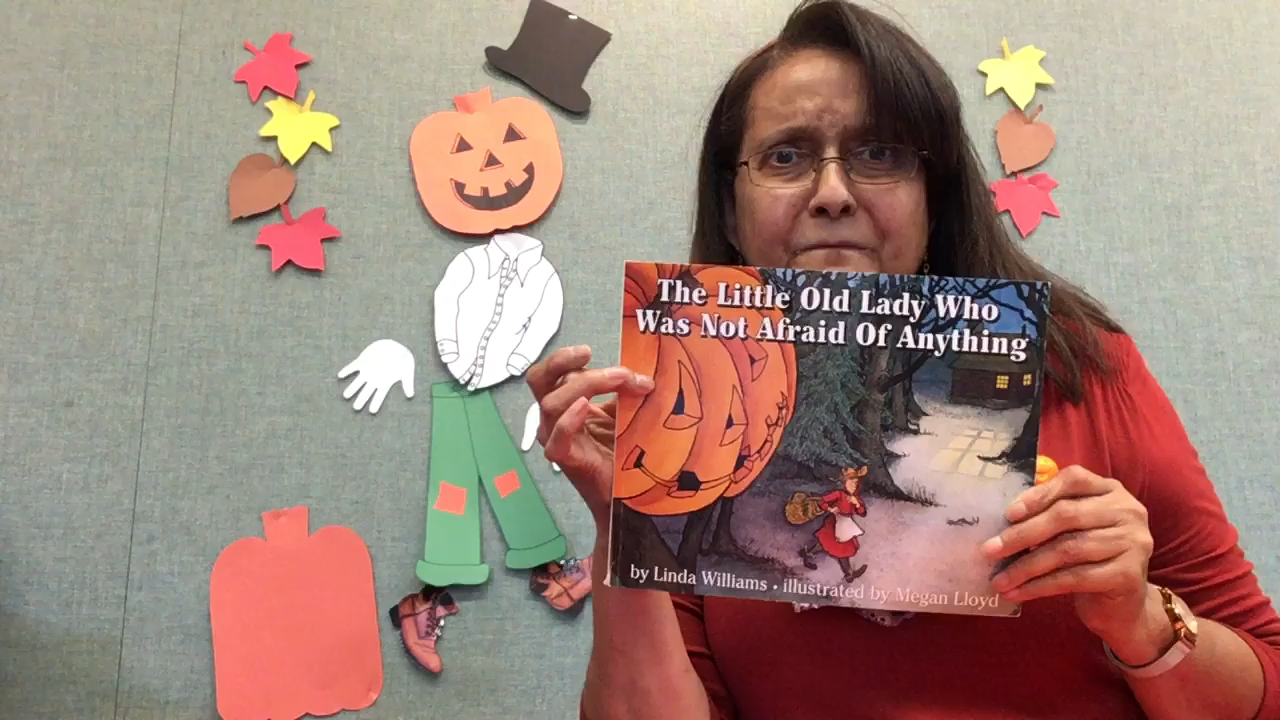 The Little Old Lady Who
Was Not Afraid Of Anything
by Linda Williams • illustrated by Megan Lloyd